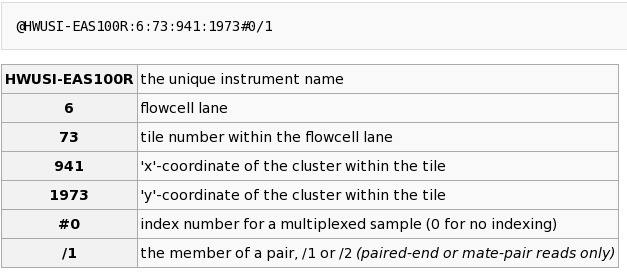 @HWUSI-EAS100R:6:73:941:1973#0/1
HWUSI-EAS100R the unique instrument name
6 flowcell lane
73 tile number within the flowcell lane
941 'x'-coordinate of the cluster within the tile
1973 'y'-coordinate of the cluster within the tile
#0 index number for a multiplexed sample (0 for no indexing)
/1 the member of a pair, /1 or /2 (paired-end or mate-pair reads only)